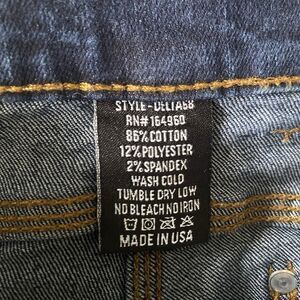 STYLE-DELTA68
RN#164960
86%COTTON
12%POLYESTER
2%SPANDEX
WASH COLD
TUMBLE DRY LOW
NO BLEACH NO IRON
MADE IN USA